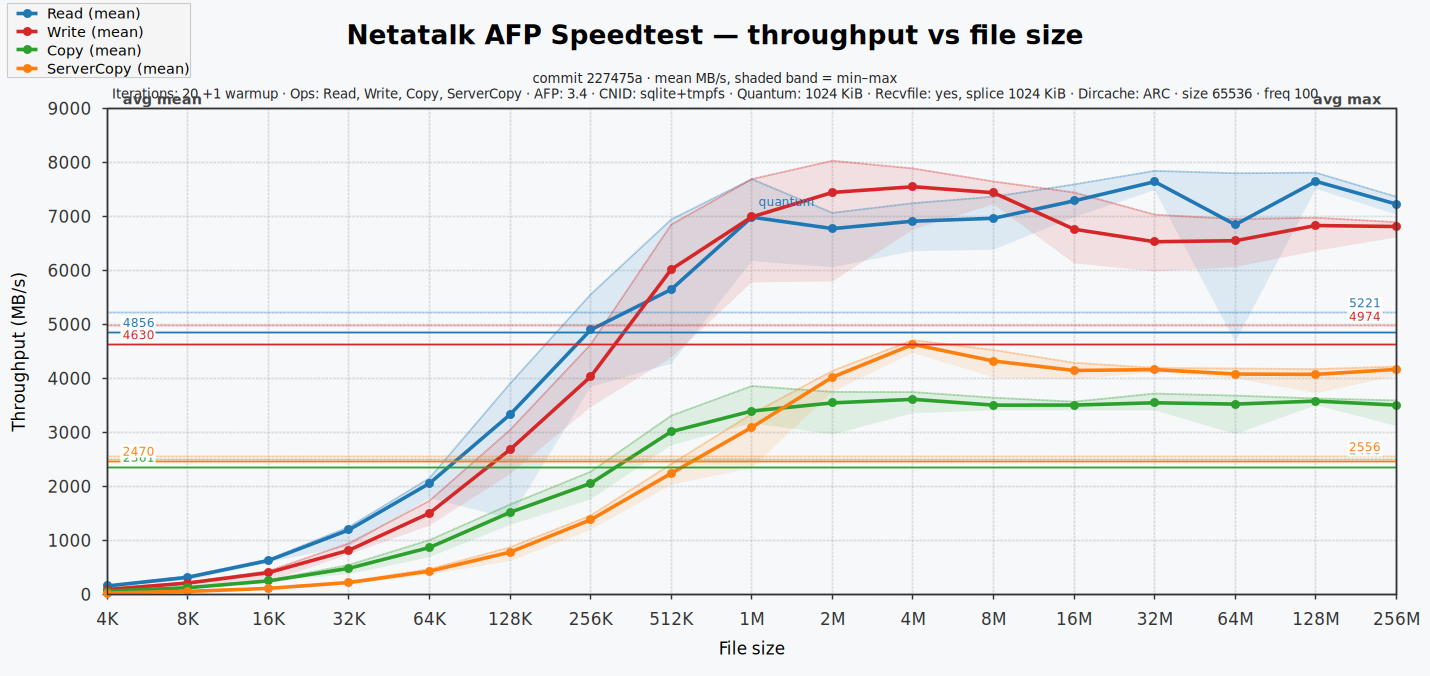 Read (mean)
Write (mean)
Copy (mean)
ServerCopy (mean)
Netatalk AFP Speedtest — throughput vs file size
commit 227475a · mean MB/s, shaded band = min–max
Iterations: 20 +1 warmup · Ops: Read, Write, Copy, ServerCopy · AFP: 3.4 · CNID: sqlite+tmpfs · Quantum: 1024 KiB · Recvfile: yes, splice 1024 KiB · Dircache: ARC · size 65536 · freq 100
avg mean
avg max
9000
8000
7000
6000
5000
4000
3000
2000
1000
0
Throughput (MB/s)
quantum
4856
4630
2470
2361
5221
4974
2556
4K 8K 16K 32K 64K 128K 256K 512K 1M 2M 4M 8M 16M 32M 64M 128M 256M
File size